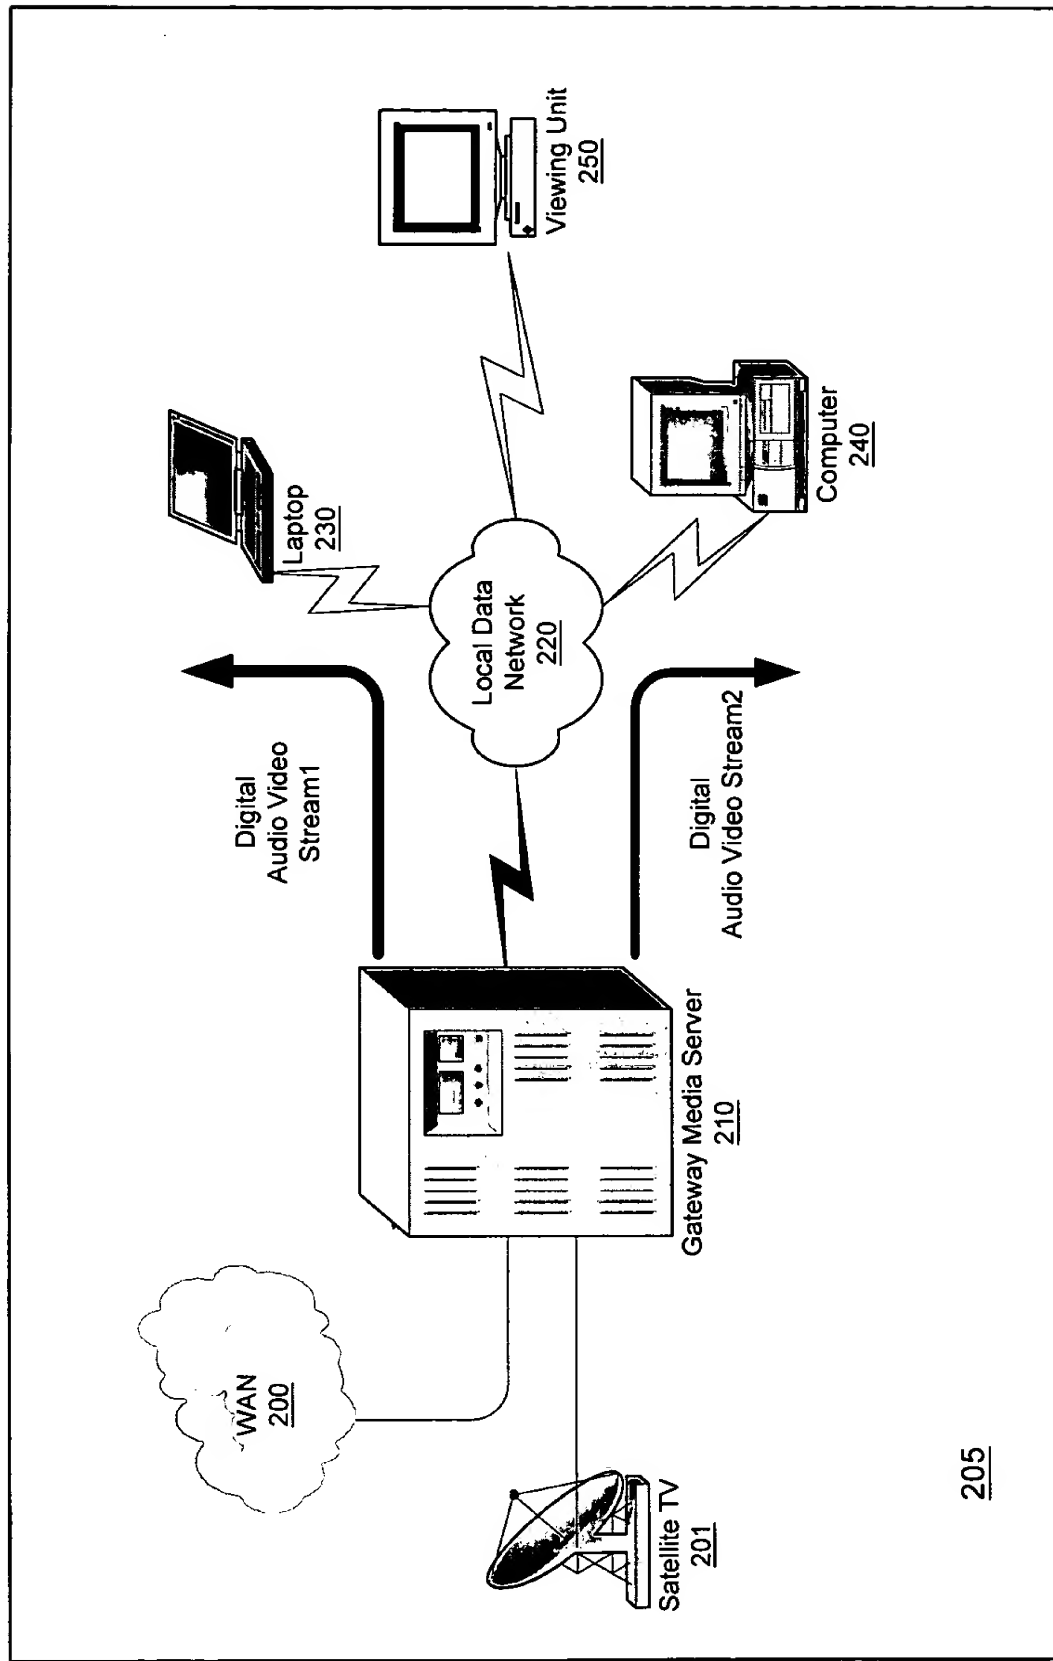 WAN
200
Satellite TV
201
Gateway Media Server
210
Digital
Audio Video
Stream1
Digital
Audio Video Stream2
Local Data
Network
220
Laptop
230
Computer
240
Viewing Unit
250
205